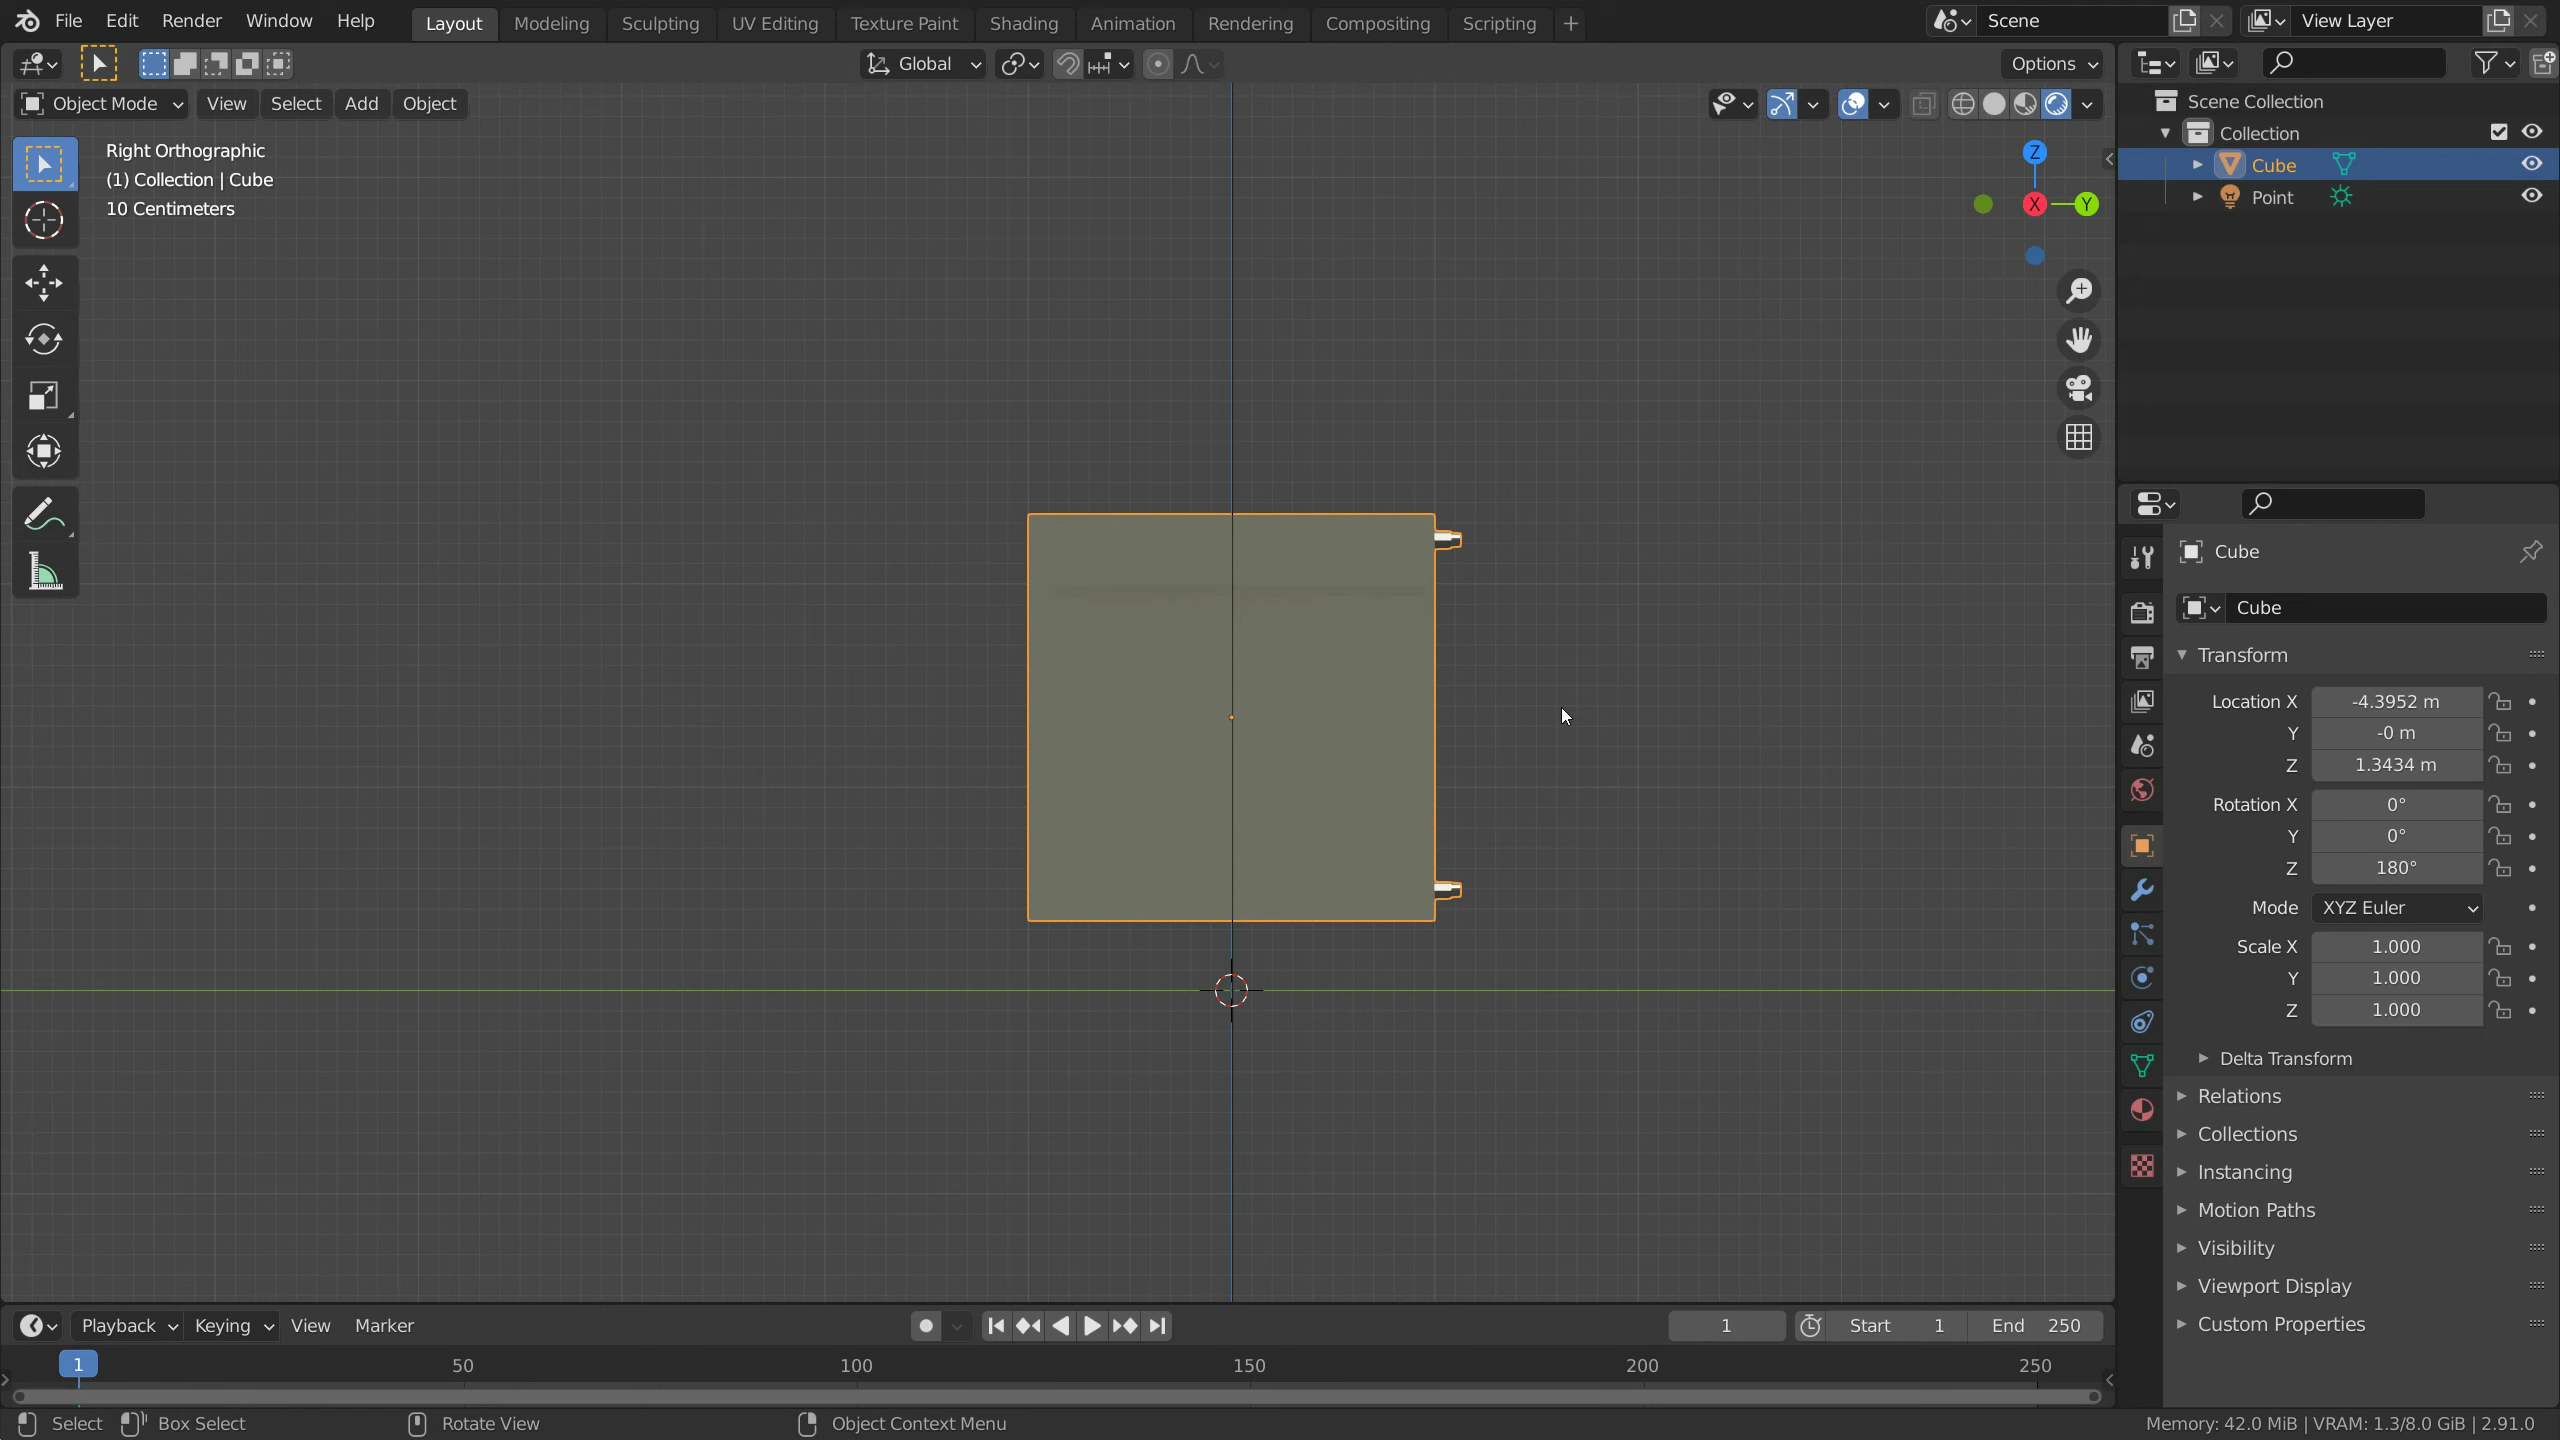 File Edit Render Window Help Layout Modeling Sculpting UV Editing Texture Paint Shading Animation Rendering Compositing Scripting + Scene View Layer
Global Options
Object Mode View Select Add Object
Right Orthographic
(1) Collection | Cube
10 Centimeters
Z
X
Y
Scene Collection
Collection
Cube
Point
Cube
Cube
Transform
Location X -4.3952 m
Y -0 m
Z 1.3434 m
Rotation X 0°
Y 0°
Z 180°
Mode XYZ Euler
Scale X 1.000
Y 1.000
Z 1.000
Delta Transform
Relations
Collections
Instancing
Motion Paths
Visibility
Viewport Display
Custom Properties
Playback Keying View Marker 1 Start 1 End 250
1 50 100 150 200 250
Select Box Select Rotate View Object Context Menu Memory: 42.0 MiB | VRAM: 1.3/8.0 GiB | 2.91.0